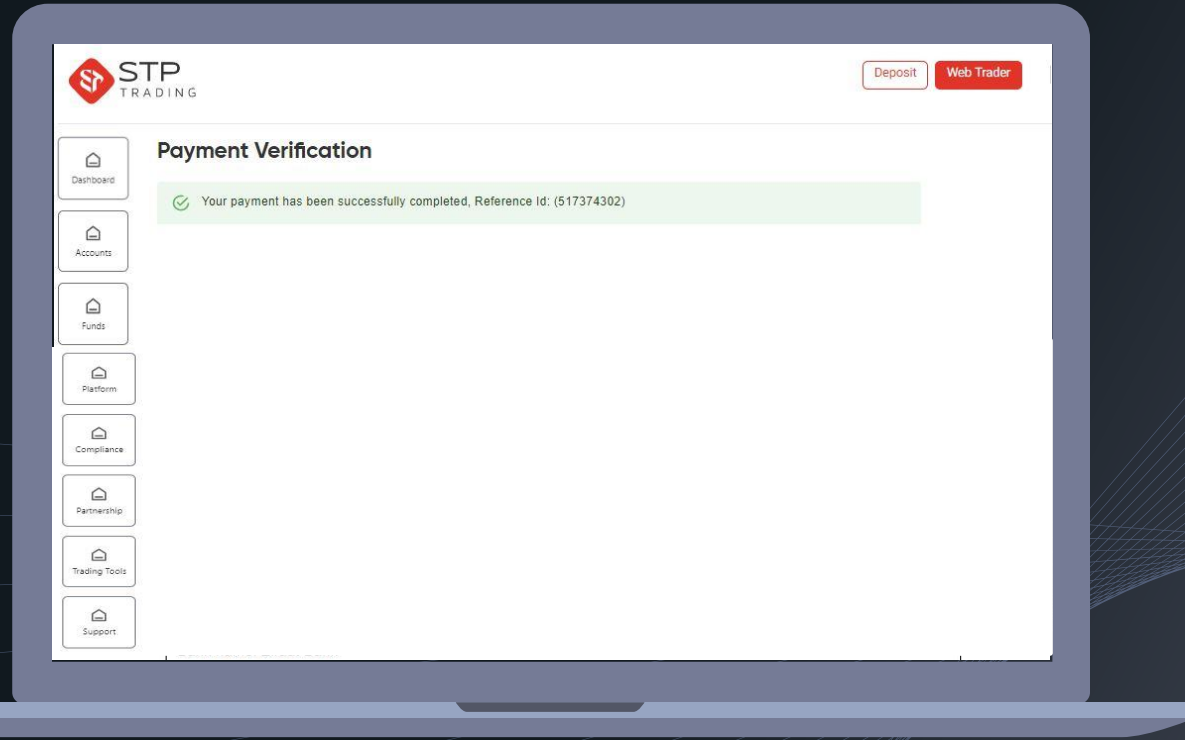 STP
TRADING
Deposit
Web Trader
Payment Verification
Your payment has been successfully completed, Reference Id: (517374302)
Dashboard
Accounts
Funds
Platform
Compliance
Partnership
Trading Tools
Support